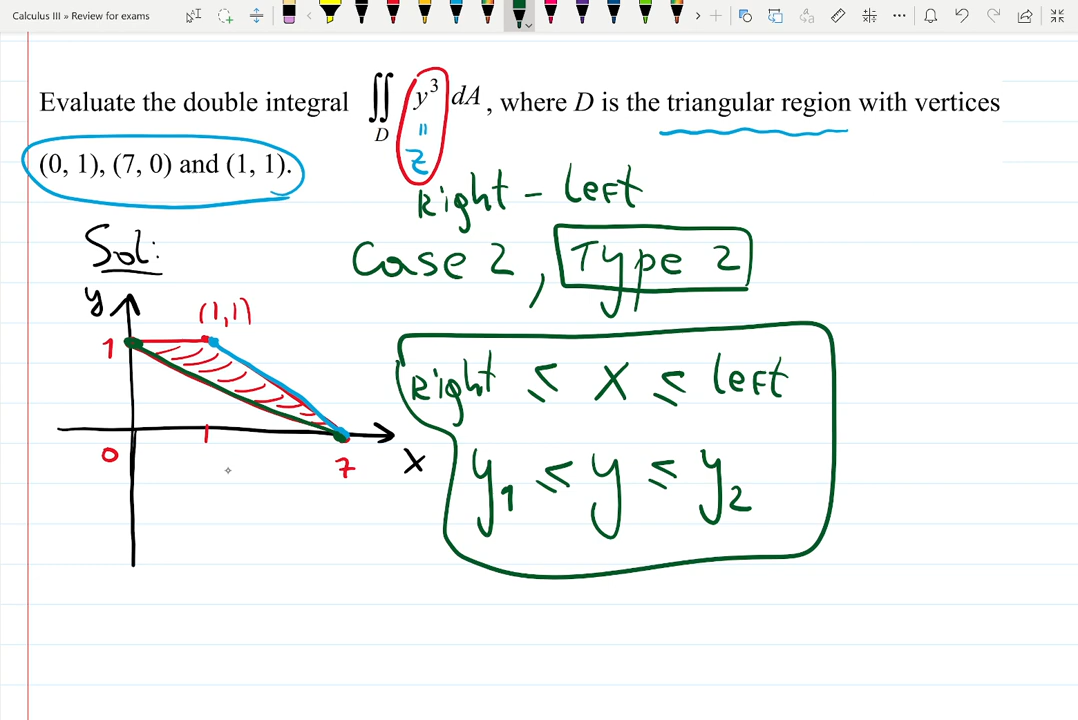 Calculus III » Review for exams
Evaluate the double integral ∬_D y³ dA, where D is the triangular region with vertices
= z
(0, 1), (7, 0) and (1, 1).
Right - Left
Sol:
Case 2, Type 2
y
(1,1)
1
Right ≤ x ≤ left
0
1
7
x
y₁ ≤ y ≤ y₂